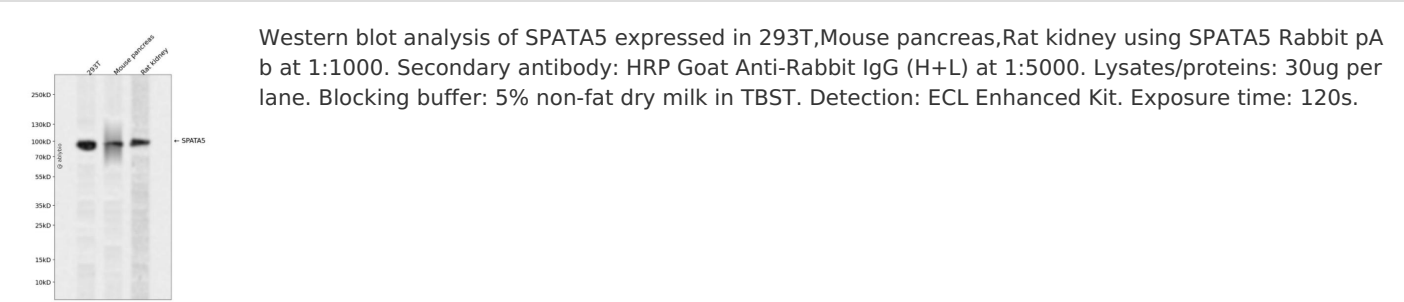 Western blot analysis of SPATA5 expressed in 293T,Mouse pancreas,Rat kidney using SPATA5 Rabbit pA
b at 1:1000. Secondary antibody: HRP Goat Anti-Rabbit IgG (H+L) at 1:5000. Lysates/proteins: 30ug per
lane. Blocking buffer: 5% non-fat dry milk in TBST. Detection: ECL Enhanced Kit. Exposure time: 120s.
293T
Mouse pancreas
Rat kidney
250kD
130kD
100kD
70kD
55kD
35kD
25kD
15kD
10kD
← SPATA5